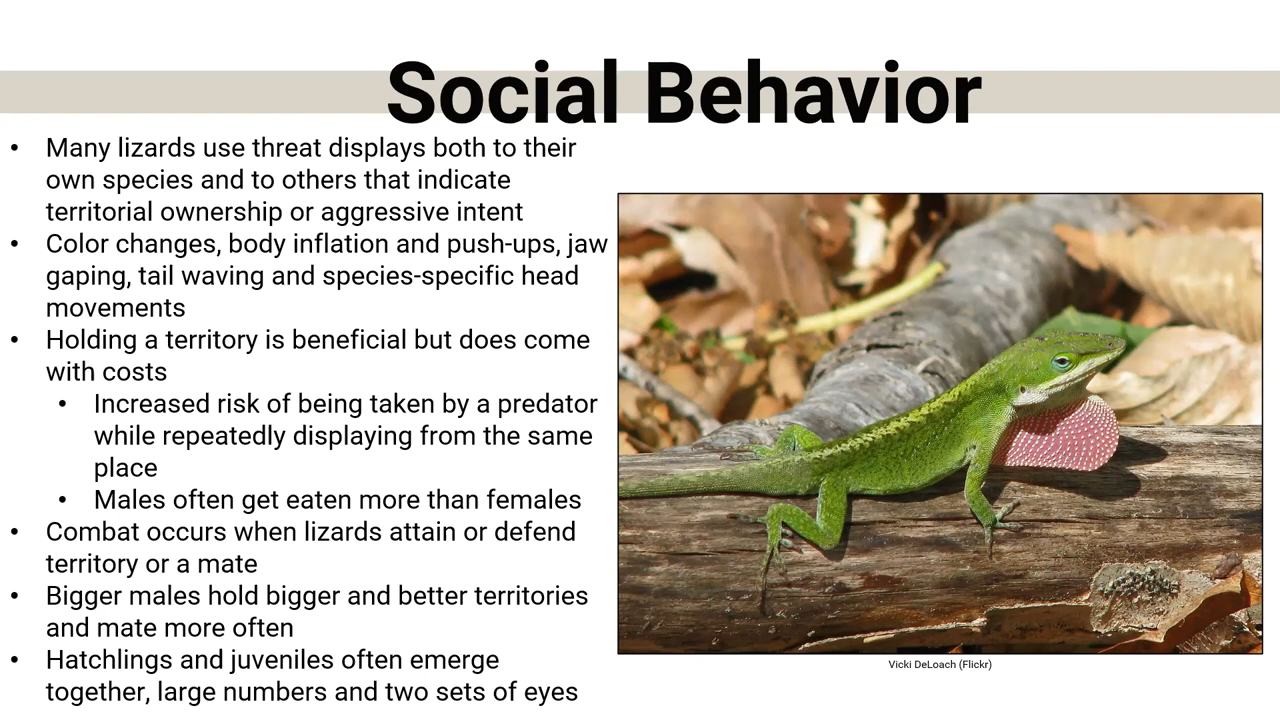 Social Behavior
• Many lizards use threat displays both to their
own species and to others that indicate
territorial ownership or aggressive intent
• Color changes, body inflation and push-ups, jaw
gaping, tail waving and species-specific head
movements
• Holding a territory is beneficial but does come
with costs
• Increased risk of being taken by a predator
while repeatedly displaying from the same
place
• Males often get eaten more than females
• Combat occurs when lizards attain or defend
territory or a mate
• Bigger males hold bigger and better territories
and mate more often
• Hatchlings and juveniles often emerge
together, large numbers and two sets of eyes
Vicki DeLoach (Flickr)